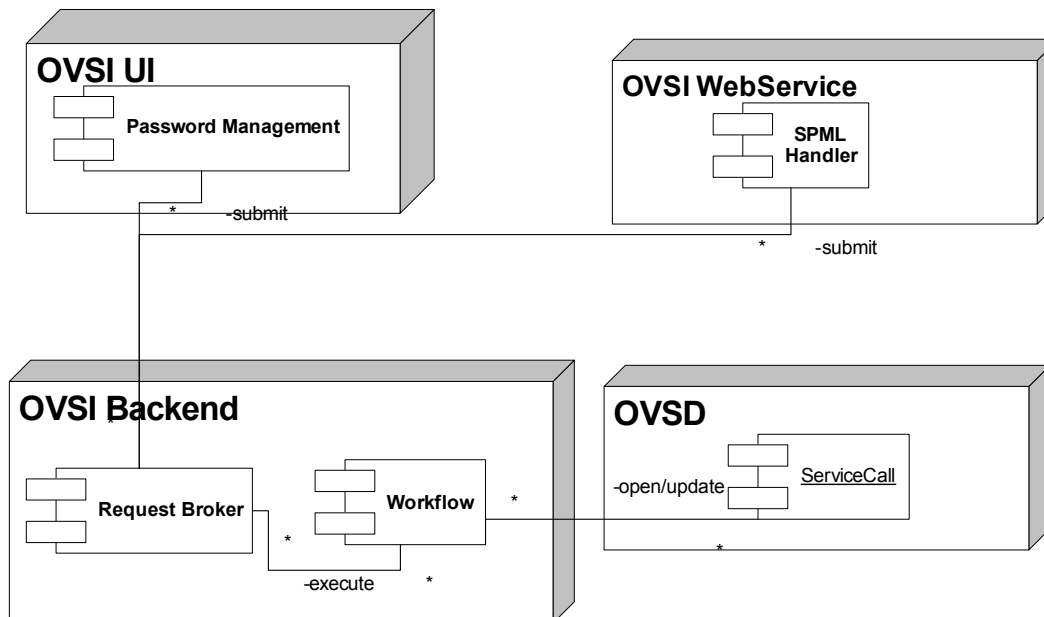 OVSI UI
Password Management
*
-submit
OVSI WebService
SPML
Handler
*
-submit
OVSI Backend
*
Request Broker
*
-execute
Workflow
*
*
OVSD
-open/update
ServiceCall
*